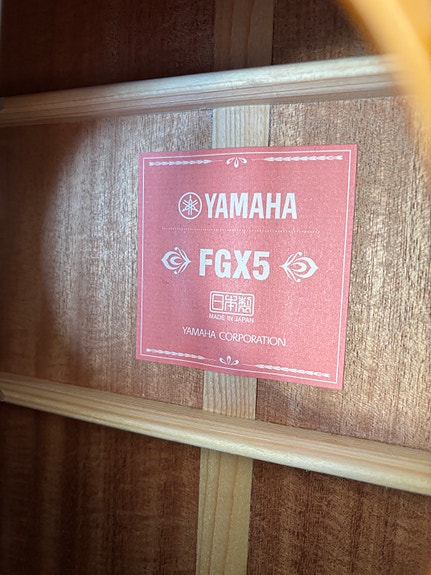 YAMAHA
FGX5
日本製
MADE IN JAPAN
YAMAHA CORPORATION